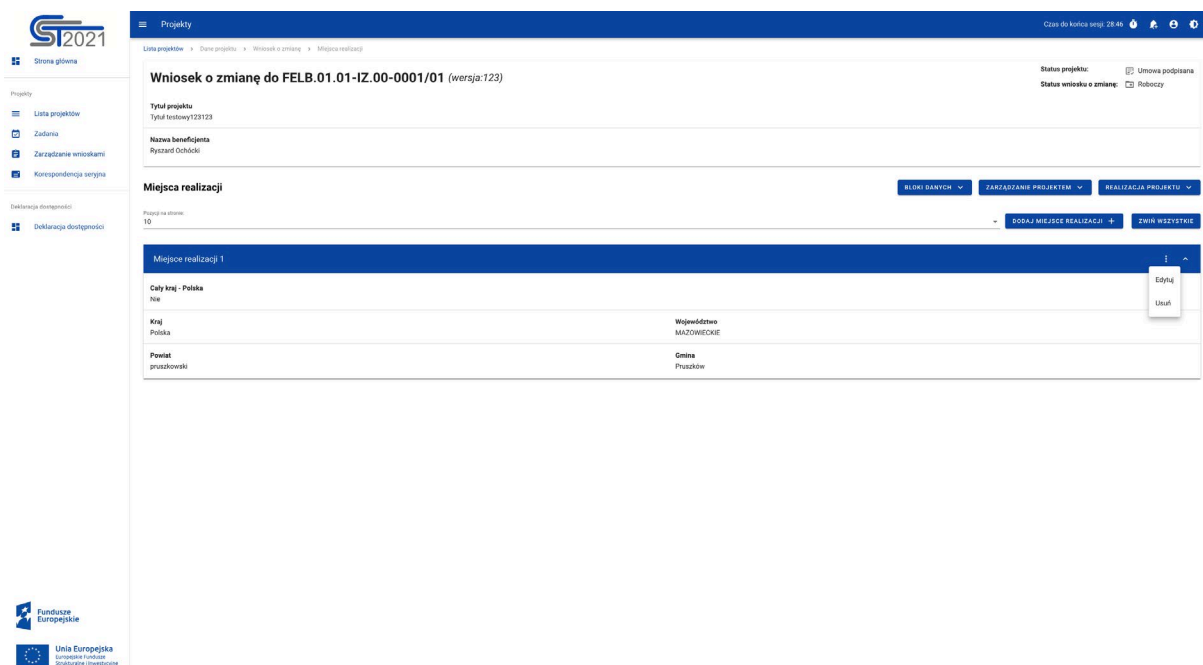 CST2021
Projekty
Czas do końca sesji: 28:46
Strona główna
Projekty
Lista projektów
Zadania
Zarządzanie wnioskami
Korespondencja seryjna
Deklaracja dostępności
Deklaracja dostępności
Lista projektów > Dane projektu > Wniosek o zmianę > Miejsca realizacji
Wniosek o zmianę do FELB.01.01-IZ.00-0001/01 (wersja:123)
Status projektu: Umowa podpisana
Status wniosku o zmianę: Roboczy
Tytuł projektu
Tytuł testowy123123
Nazwa beneficjenta
Ryszard Ochócki
Miejsca realizacji
BLOKI DANYCH
ZARZĄDZANIE PROJEKTEM
REALIZACJA PROJEKTU
Pozycji na stronie:
10
DODAJ MIEJSCE REALIZACJI +
ZWIŃ WSZYSTKIE
Miejsce realizacji 1
Edytuj
Usuń
Cały kraj - Polska
Nie
Kraj
Polska
Województwo
MAZOWIECKIE
Powiat
pruszkowski
Gmina
Pruszków
Fundusze
Europejskie
Unia Europejska
Europejskie Fundusze
Strukturalne i Inwestycyjne